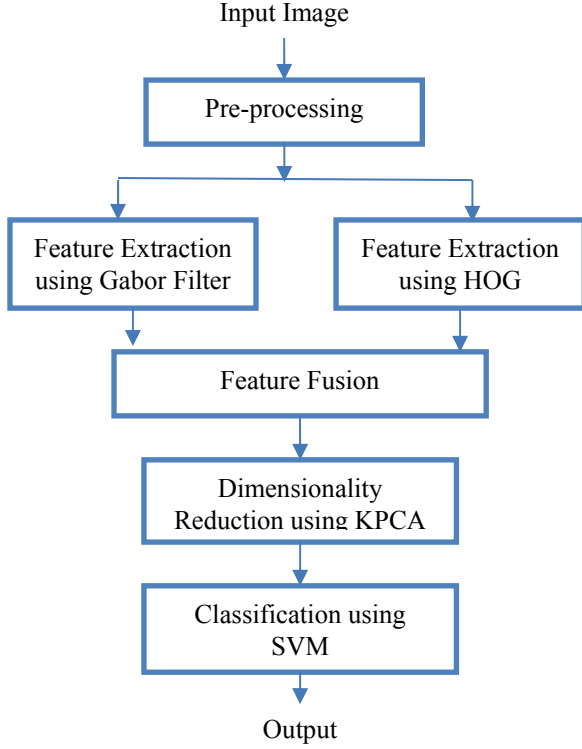 Input Image
Pre-processing
Feature Extraction
using Gabor Filter
Feature Extraction
using HOG
Feature Fusion
Dimensionality
Reduction using KPCA
Classification using
SVM
Output